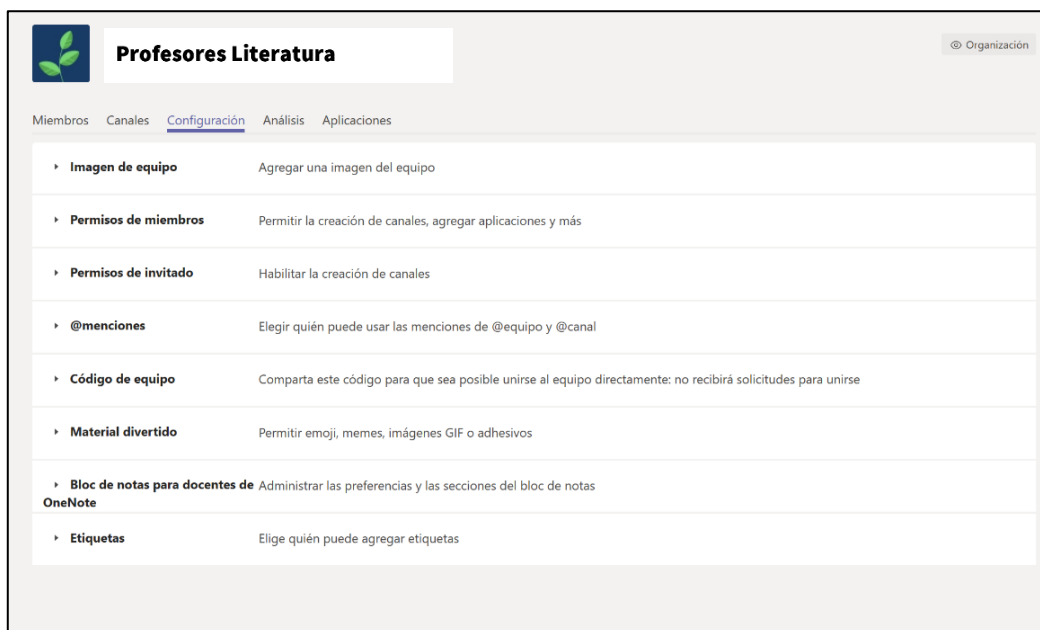 Profesores Literatura
Organización
Miembros Canales Configuración Análisis Aplicaciones
Imagen de equipo Agregar una imagen del equipo
Permisos de miembros Permitir la creación de canales, agregar aplicaciones y más
Permisos de invitado Habilitar la creación de canales
@menciones Elegir quién puede usar las menciones de @equipo y @canal
Código de equipo Comparta este código para que sea posible unirse al equipo directamente: no recibirá solicitudes para unirse
Material divertido Permitir emoji, memes, imágenes GIF o adhesivos
Bloc de notas para docentes de Administrar las preferencias y las secciones del bloc de notas
OneNote
Etiquetas Elige quién puede agregar etiquetas